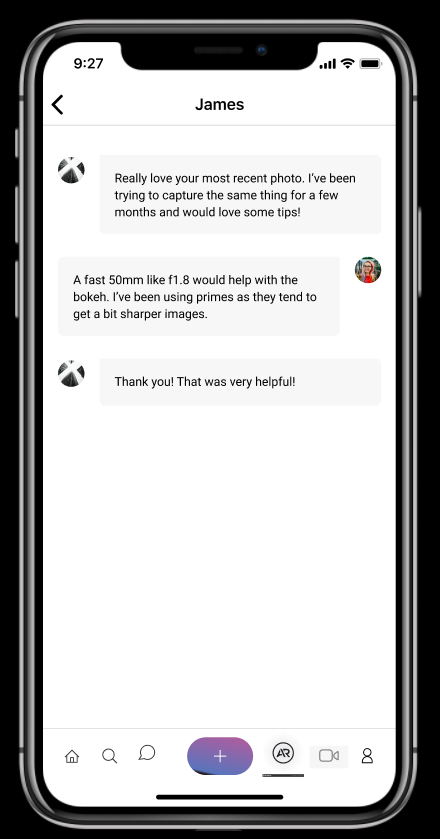 9:27
James
Really love your most recent photo. I’ve been
trying to capture the same thing for a few
months and would love some tips!
A fast 50mm like f1.8 would help with the
bokeh. I’ve been using primes as they tend to
get a bit sharper images.
Thank you! That was very helpful!
AR